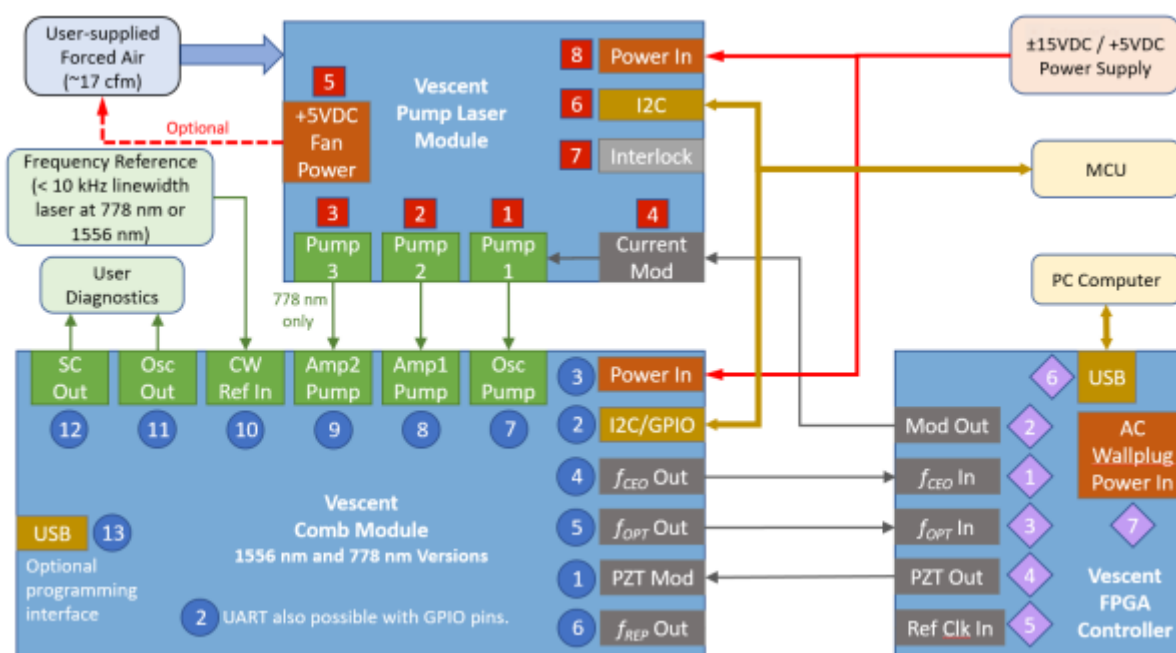 User-supplied
Forced Air
(~17 cfm)
Optional
Frequency Reference
(< 10 kHz linewidth
laser at 778 nm or
1556 nm)
User
Diagnostics
Vescent
Pump Laser
Module
5
+5VDC
Fan
Power
8
Power In
6
I2C
7
Interlock
3
Pump
3
2
Pump
2
1
Pump
1
4
Current
Mod
±15VDC / +5VDC
Power Supply
MCU
PC Computer
778 nm
only
SC
Out
12
Osc
Out
11
CW
Ref In
10
Amp2
Pump
9
Amp1
Pump
8
Osc
Pump
7
3
Power In
2
I2C/GPIO
4
fCEO Out
5
fOPT Out
1
PZT Mod
6
fREP Out
Vescent
Comb Module
1556 nm and 778 nm Versions
USB
13
Optional
programming
interface
2
UART also possible with GPIO pins.
6
USB
Mod Out
2
fCEO In
1
fOPT In
3
PZT Out
4
Ref Clk In
5
AC
Wallplug
Power In
7
Vescent
FPGA
Controller